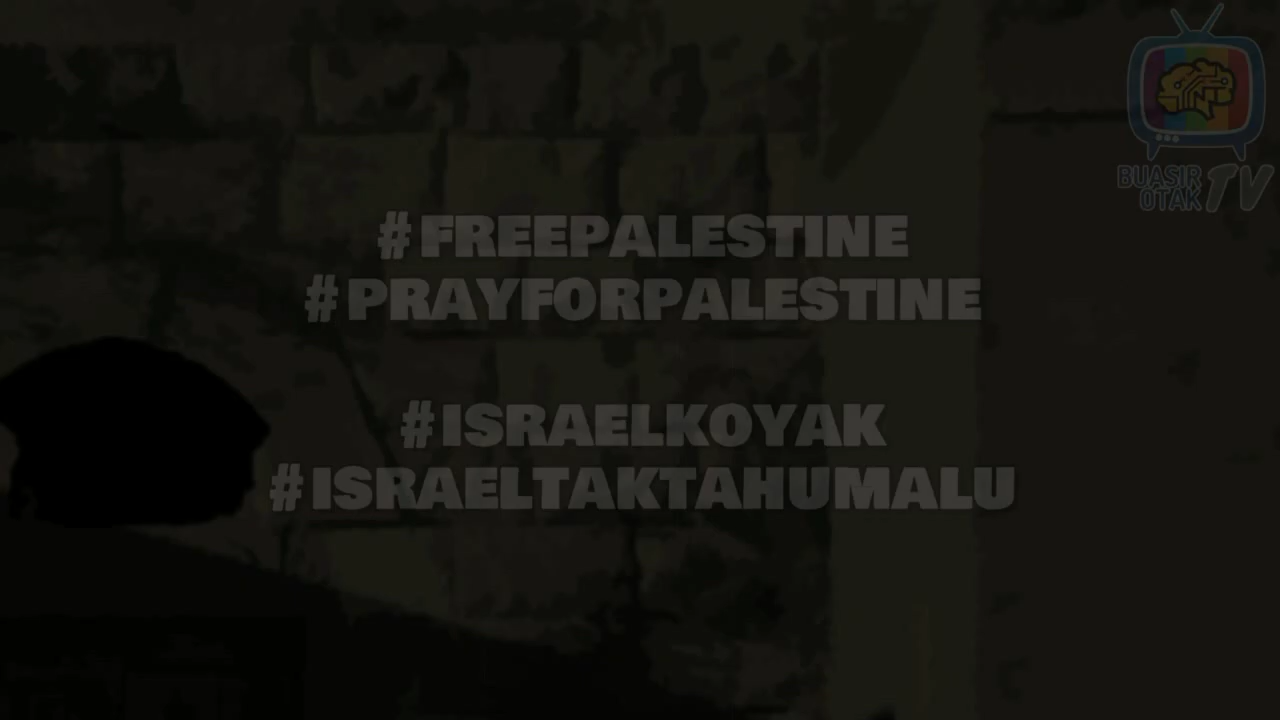 BUASIR
OTAK TV
#FREEPALESTINE
#PRAYFORPALESTINE
#ISRAELKOYAK
#ISRAELTAKTAHUMALU